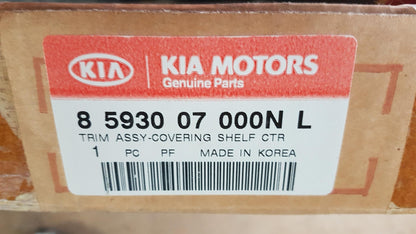 KIA KIA MOTORS
Genuine Parts
8 5930 07 000N L
TRIM ASSY-COVERING SHELF CTR
1 PC PF MADE IN KOREA